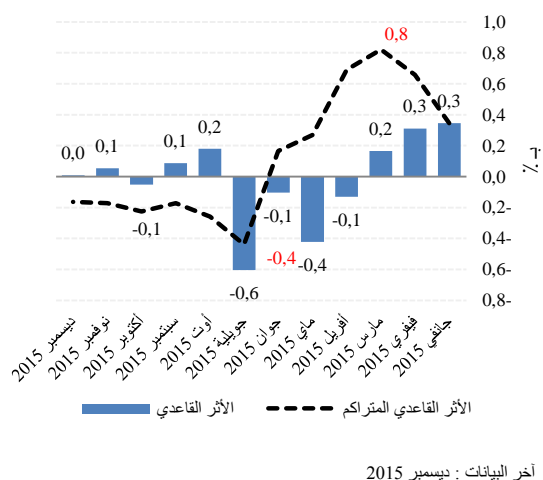 1,0
0,8
0,6
0,4
0,2
0,0
0,2-
0,4-
0,6-
0,8-
ب %
0,3
0,3
0,2
0,8
-0,1
-0,4
-0,1
-0,4
-0,6
0,2
0,1
-0,1
0,1
0,0
جانفي 2015
فيفري 2015
مارس 2015
أفريل 2015
ماي 2015
جوان 2015
جويلية 2015
أوت 2015
سبتمبر 2015
أكتوبر 2015
نوفمبر 2015
ديسمبر 2015
الأثر القاعدي المتراكم
الأثر القاعدي
آخر البيانات : ديسمبر 2015